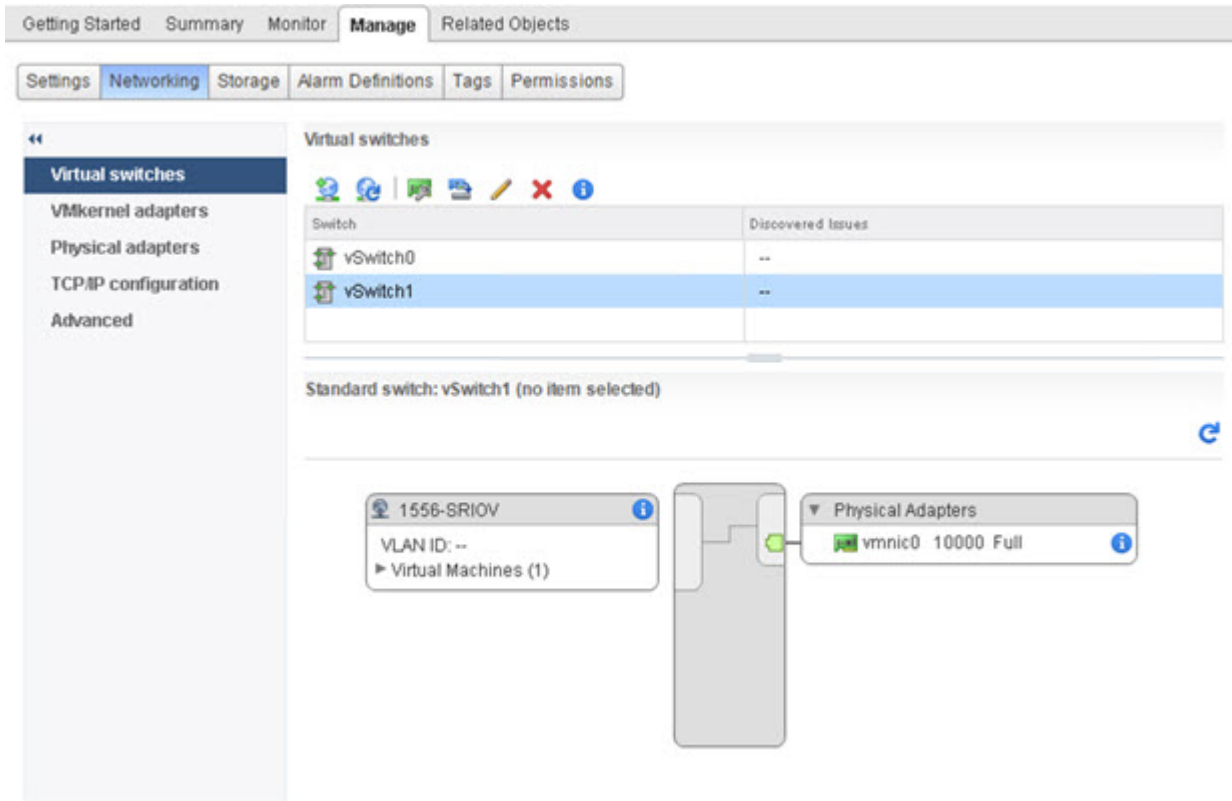 Getting Started Summary Monitor Manage Related Objects
Settings Networking Storage Alarm Definitions Tags Permissions
Virtual switches
VMkernel adapters
Physical adapters
TCP/IP configuration
Advanced
Virtual switches
Switch Discovered Issues
vSwitch0 --
vSwitch1 --
Standard switch: vSwitch1 (no item selected)
1556-SRIOV
VLAN ID: --
Virtual Machines (1)
Physical Adapters
vmnic0 10000 Full